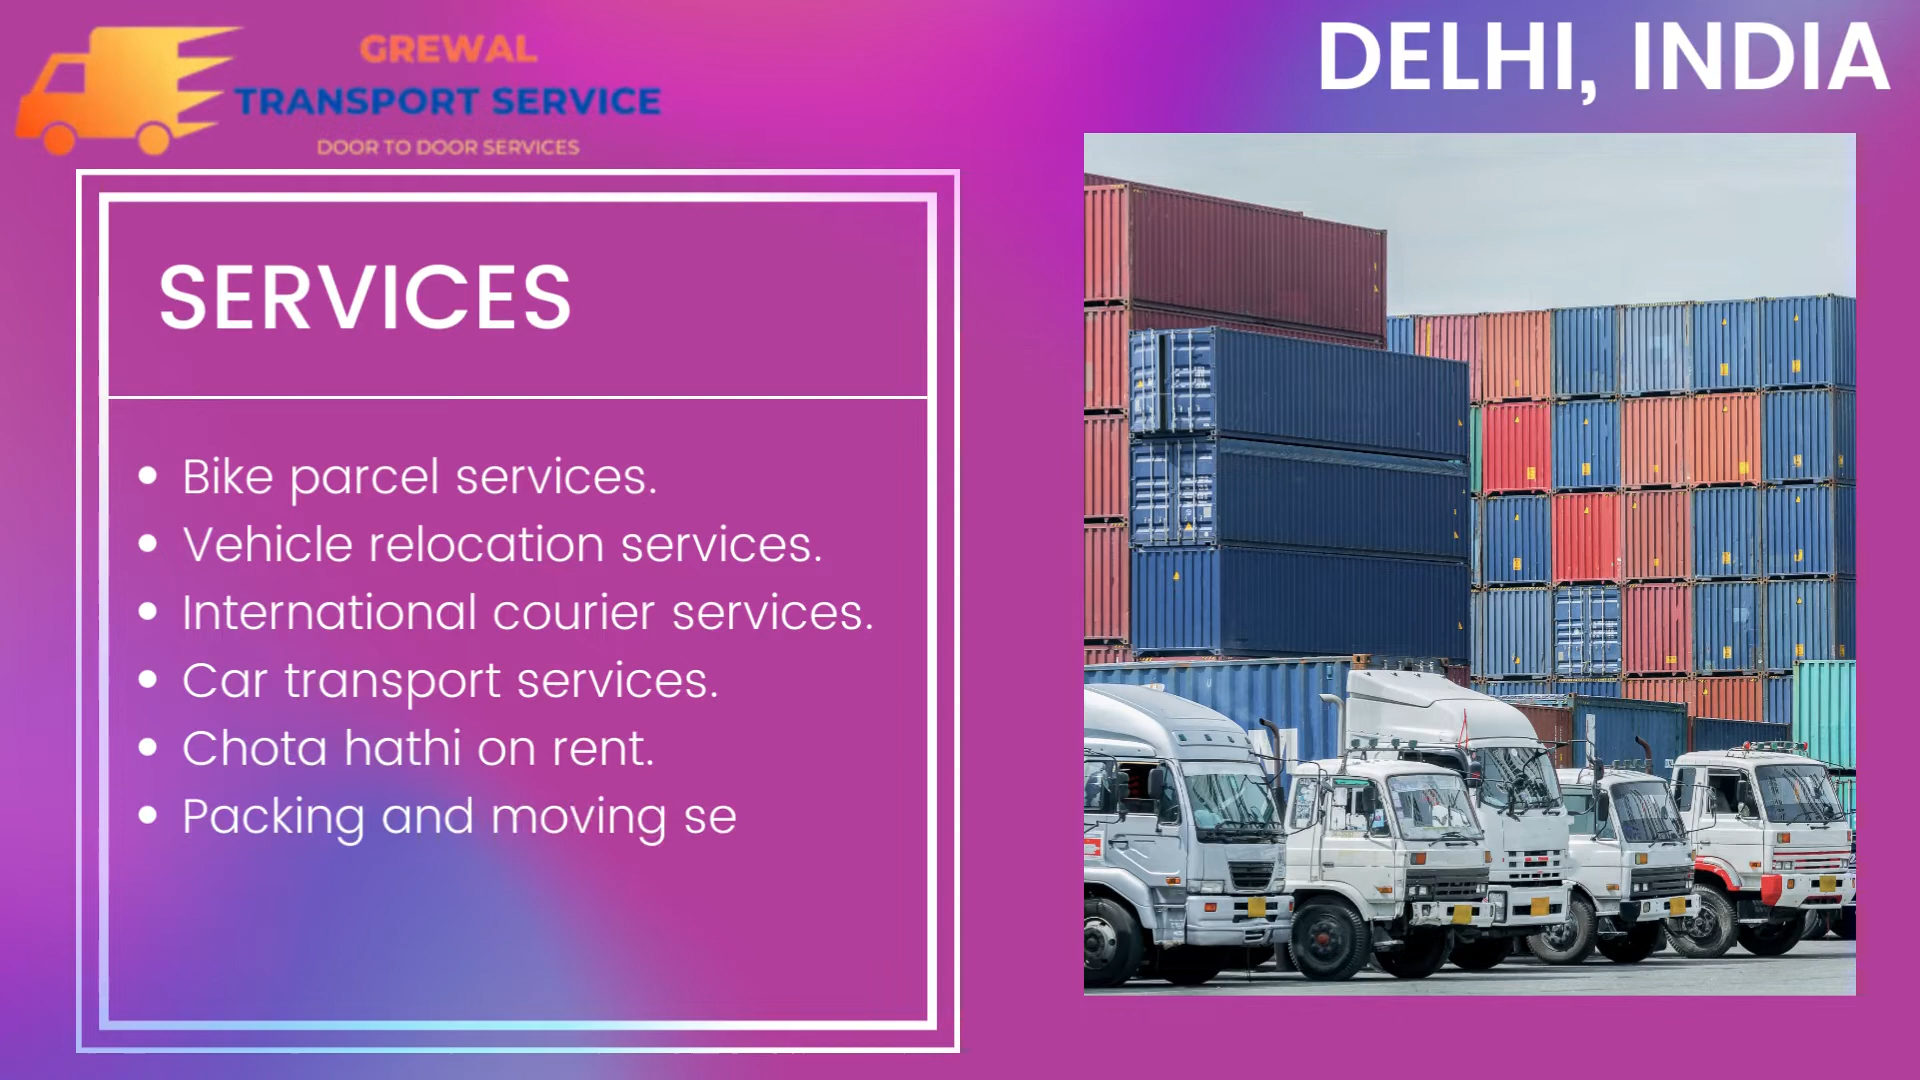 GREWAL
TRANSPORT SERVICE
DOOR TO DOOR SERVICES
DELHI, INDIA
SERVICES
Bike parcel services.
Vehicle relocation services.
International courier services.
Car transport services.
Chota hathi on rent.
Packing and moving se